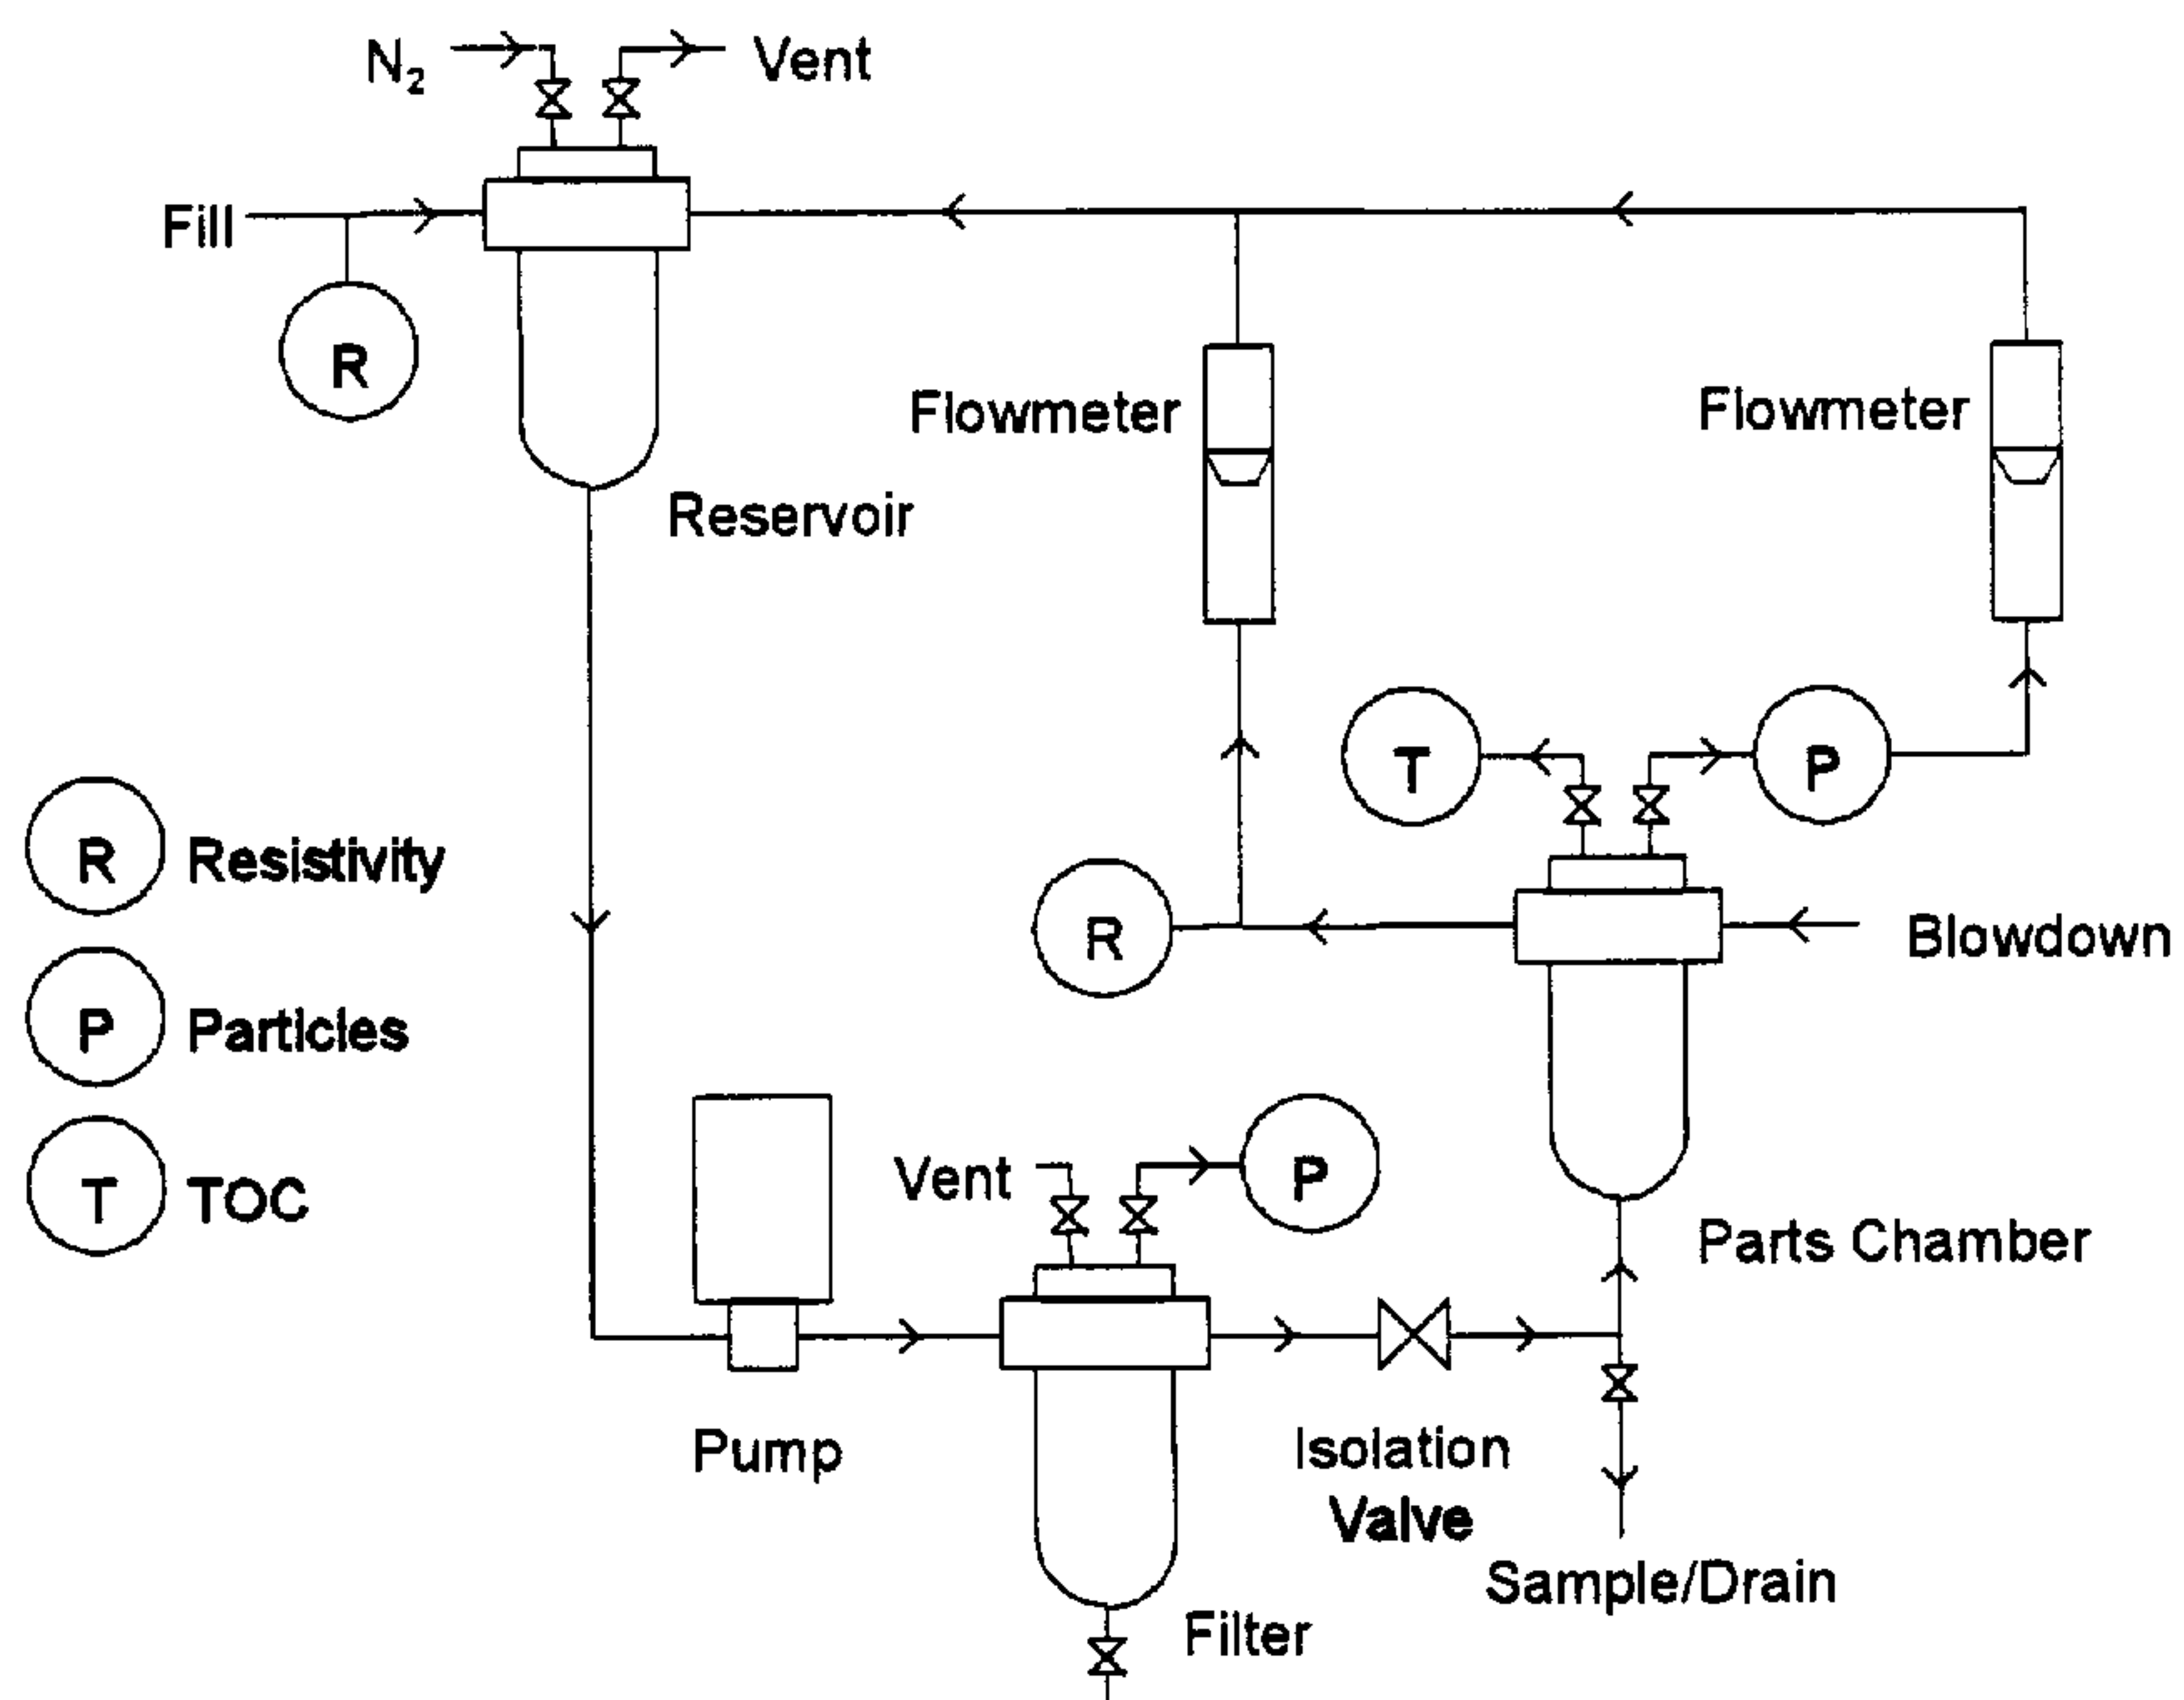 N2
Vent
Fill
R
Flowmeter
Flowmeter
Reservoir
T
P
R
Resistivity
R
Blowdown
P
Particles
Vent
P
T
TOC
Parts Chamber
Pump
Isolation
Valve
Sample/Drain
Filter